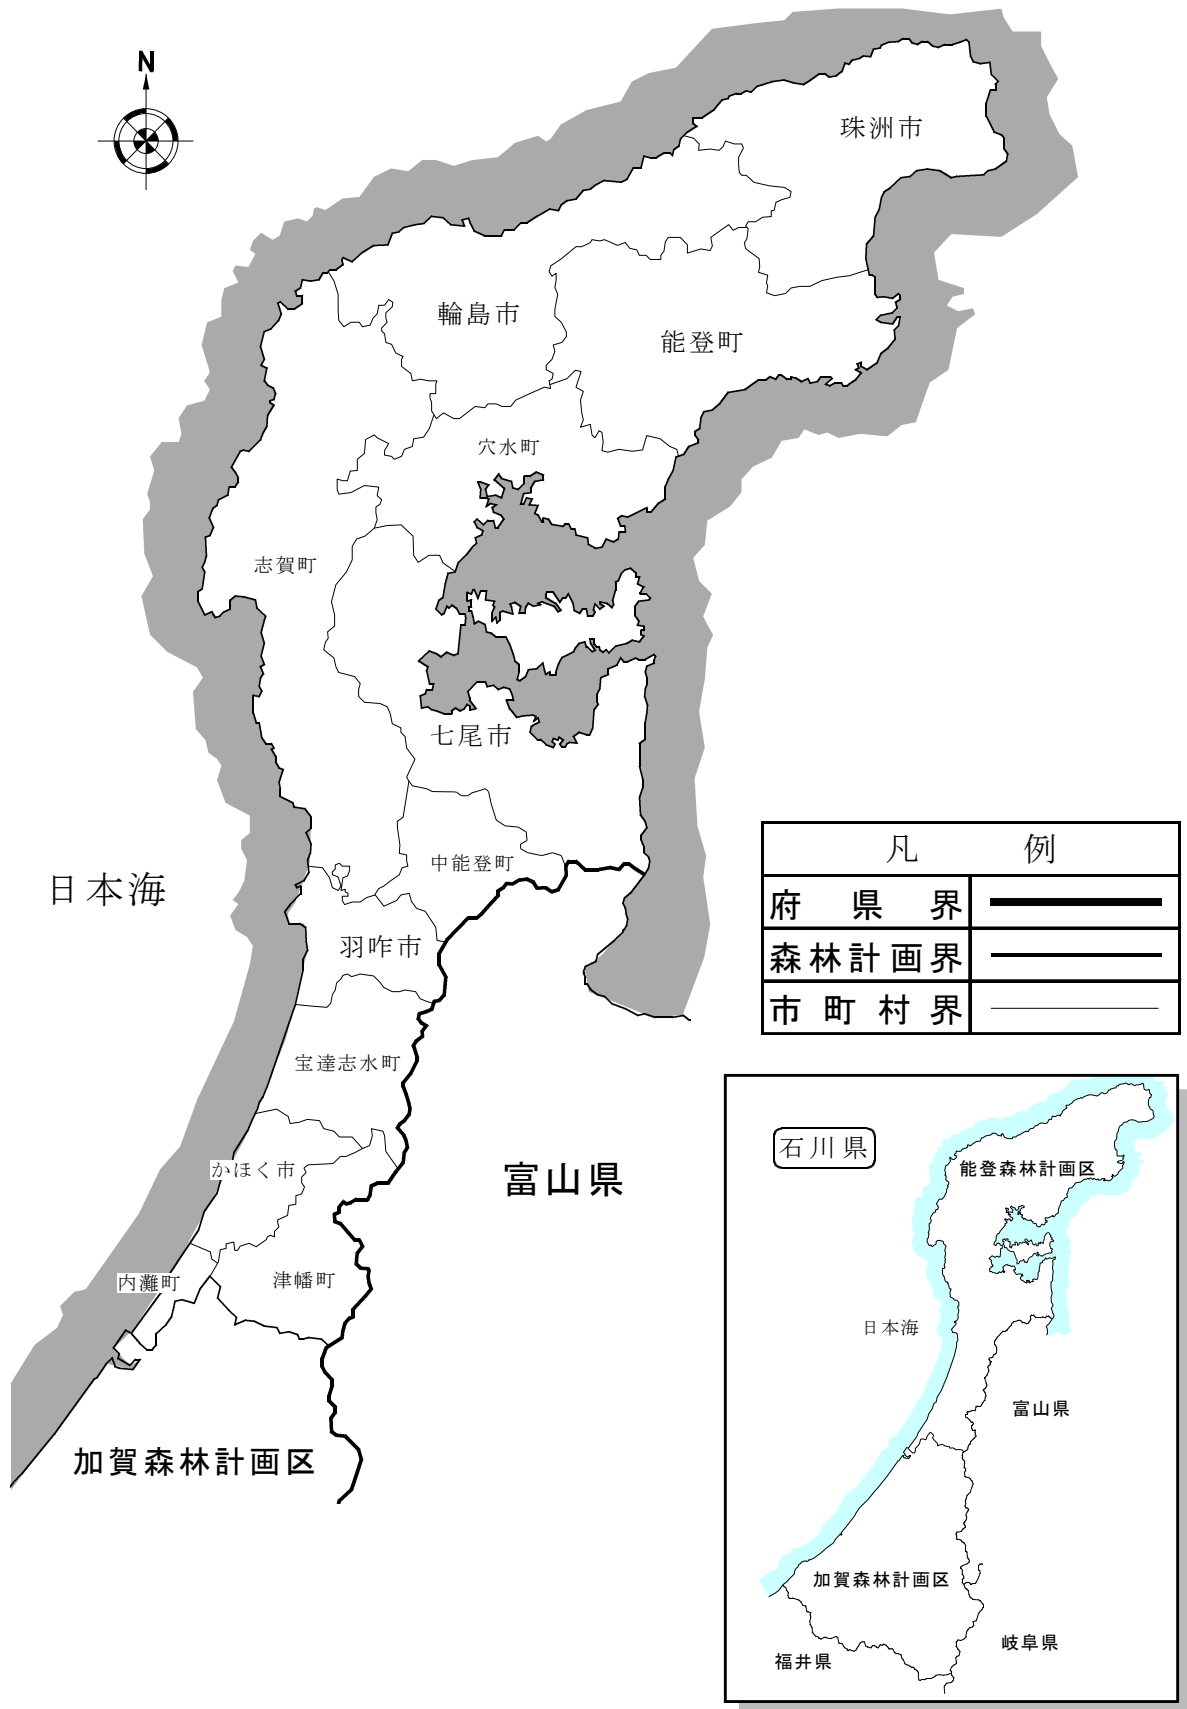 N
珠洲市
輪島市
能登町
穴水町
志賀町
七尾市
中能登町
日本海
羽咋市
宝達志水町
かほく市
富山県
内灘町
津幡町
加賀森林計画区
凡例
府県界
森林計画界
市町村界
石川県
能登森林計画区
日本海
富山県
加賀森林計画区
岐阜県
福井県